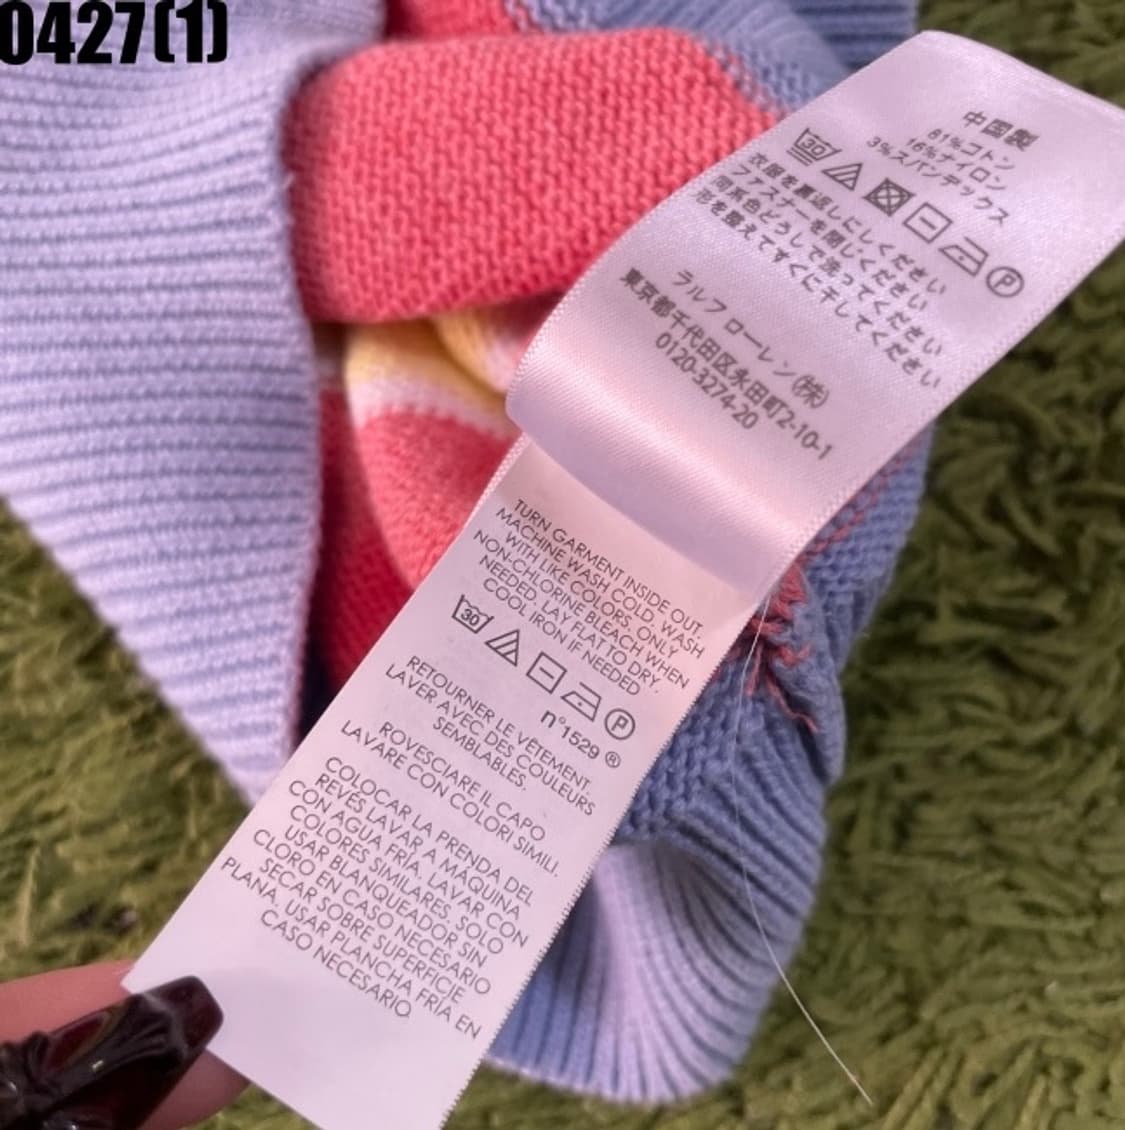 0427(1)
中国製
81%コトン
16%ナイロン
3%スパンデックス
30
P
衣服を裏返しにしください
ファスナーを閉じください
同系色どうしで洗ってください
形を整えてすぐに干してください
ラルフ ローレン(株)
東京都千代田区永田町2-10-1
0120-3274-20
TURN GARMENT INSIDE OUT.
MACHINE WASH COLD. WASH
WITH LIKE COLORS. ONLY
NON-CHLORINE BLEACH WHEN
NEEDED. LAY FLAT TO DRY.
COOL IRON IF NEEDED
30
P
n°1529 ®
RETOURNER LE VETEMENT.
LAVER AVEC DES COULEURS
SEMBLABLES.
ROVESCIARE IL CAPO
LAVARE CON COLORI SIMILI.
COLOCAR LA PRENDA DEL
REVÉS LAVAR A MÁQUINA
CON AGUA FRÍA. LAVAR CON
COLORES SIMILARES. SOLO
USAR BLANQUEADOR SIN
CLORO EN CASO NECESARIO
SECAR SOBRE SUPERFICIE
PLANA. USAR PLANCHA FRÍA EN
CASO NECESARIO